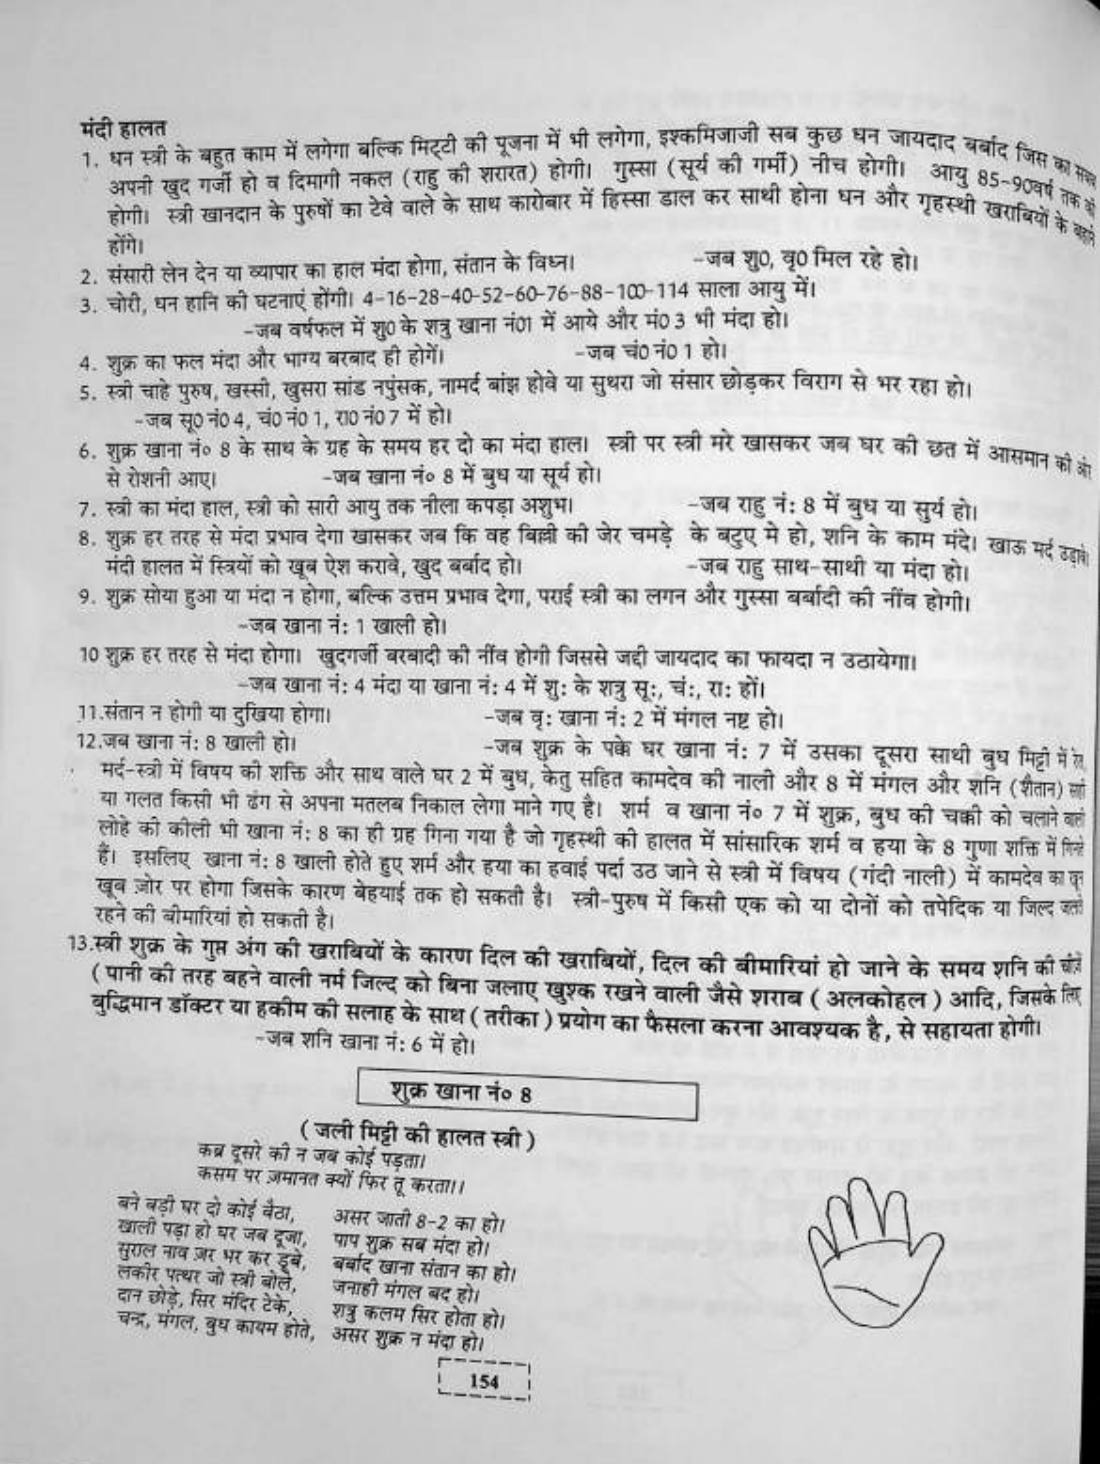 मंदी हालत
1. धन स्त्री के बहुत काम में लगेगा बल्कि मिट्टी की पूजना में भी लगेगा, इश्कमिजाजी सब कुछ धन जायदाद बर्बाद जिस का सबब
अपनी खुद गर्जी हो व दिमागी नकल (राहु की शरारत) होगी। गुस्सा (सूर्य की गर्मी) नीच होगी। आयु 85-90वर्ष तक की
होगी। स्त्री खानदान के पुरुषों का टेवे वाले के साथ कारोबार में हिस्सा डाल कर साथी होना धन और गृहस्थी खराबियों के बहाने
होंगे।
2. संसारी लेन देन या व्यापार का हाल मंदा होगा, संतान के विघ्न। -जब शु0, वृ0 मिल रहे हो।
3. चोरी, धन हानि की घटनाएं होंगी। 4-16-28-40-52-60-76-88-100-114 साला आयु में।
-जब वर्षफल में शु0 के शत्रु खाना नं01 में आये और मं0 3 भी मंदा हो।
4. शुक्र का फल मंदा और भाग्य बरबाद ही होगें। -जब चं0 नं0 1 हो।
5. स्त्री चाहे पुरुष, खस्सी, खुसरा सांड नपुंसक, नामर्द बांझ होवे या सुथरा जो संसार छोड़कर विराग से भर रहा हो।
-जब सू0 नं0 4, चं0 नं0 1, रा0 नं0 7 में हो।
6. शुक्र खाना नं० 8 के साथ के ग्रह के समय हर दो का मंदा हाल। स्त्री पर स्त्री मरे खासकर जब घर की छत में आसमान की ओर
से रोशनी आए। -जब खाना नं० 8 में बुध या सूर्य हो।
7. स्त्री का मंदा हाल, स्त्री को सारी आयु तक नीला कपड़ा अशुभ। -जब राहु नं: 8 में बुध या सुर्य हो।
8. शुक्र हर तरह से मंदा प्रभाव देगा खासकर जब कि वह बिल्ली की जेर चमड़े के बटुए मे हो, शनि के काम मंदे। खाऊ मर्द उड़ावे।
मंदी हालत में स्त्रियों को खूब ऐश करावे, खुद बर्बाद हो। -जब राहु साथ-साथी या मंदा हो।
9. शुक्र सोया हुआ या मंदा न होगा, बल्कि उत्तम प्रभाव देगा, पराई स्त्री का लगन और गुस्सा बर्बादी की नींव होगी।
-जब खाना नं: 1 खाली हो।
10 शुक्र हर तरह से मंदा होगा। खुदगर्जी बरबादी की नींव होगी जिससे जद्दी जायदाद का फायदा न उठायेगा।
-जब खाना नं: 4 मंदा या खाना नं: 4 में शु: के शत्रु सू:, चं:, रा: हों।
11.संतान न होगी या दुखिया होगा। -जब वृ: खाना नं: 2 में मंगल नष्ट हो।
12.जब खाना नं: 8 खाली हो। -जब शुक्र के पक्के घर खाना नं: 7 में उसका दूसरा साथी बुध मिट्टी में रेत,
मर्द-स्त्री में विषय की शक्ति और साथ वाले घर 2 में बुध, केतु सहित कामदेव की नाली और 8 में मंगल और शनि (शैतान) सही
या गलत किसी भी ढंग से अपना मतलब निकाल लेगा माने गए है। शर्म व खाना नं० 7 में शुक्र, बुध की चक्की को चलाने वाली
लोहे की कीली भी खाना नं: 8 का ही ग्रह गिना गया है जो गृहस्थी की हालत में सांसारिक शर्म व हया के 8 गुणा शक्ति में गिनते
हैं। इसलिए खाना नं: 8 खाली होते हुए शर्म और हया का हवाई पर्दा उठ जाने से स्त्री में विषय (गंदी नाली) में कामदेव का
खूब ज़ोर पर होगा जिसके कारण बेहयाई तक हो सकती है। स्त्री-पुरुष में किसी एक को या दोनों को तपेदिक या जिल्द जलते
रहने की बीमारियां हो सकती है।
13.स्त्री शुक्र के गुप्त अंग की खराबियों के कारण दिल की खराबियों, दिल की बीमारियां हो जाने के समय शनि की चीज़ें
( पानी की तरह बहने वाली नर्म जिल्द को बिना जलाए खुश्क रखने वाली जैसे शराब ( अलकोहल ) आदि, जिसके लिए
बुद्धिमान डॉक्टर या हकीम की सलाह के साथ ( तरीका ) प्रयोग का फैसला करना आवश्यक है, से सहायता होगी।
-जब शनि खाना नं: 6 में हो।
शुक्र खाना नं० 8
( जली मिट्टी की हालत स्त्री )
कब्र दूसरे की न जब कोई पड़ता।
कसम पर ज़मानत क्यों फिर तू करता।।
बने बड़ी घर दो कोई बैठा, असर जाती 8-2 का हो।
खाली पड़ा हो घर जब दूजा, पाप शुक्र सब मंदा हो।
सुराल नाव ज़र भर कर डूबे, बर्बाद खाना संतान का हो।
लकीर पत्थर जो स्त्री बोले, जनाही मंगल बद हो।
दान छोड़े, सिर मंदिर टेके, शत्रु कलम सिर होता हो।
चन्द्र, मंगल, बुध कायम होते, असर शुक्र न मंदा हो।
154